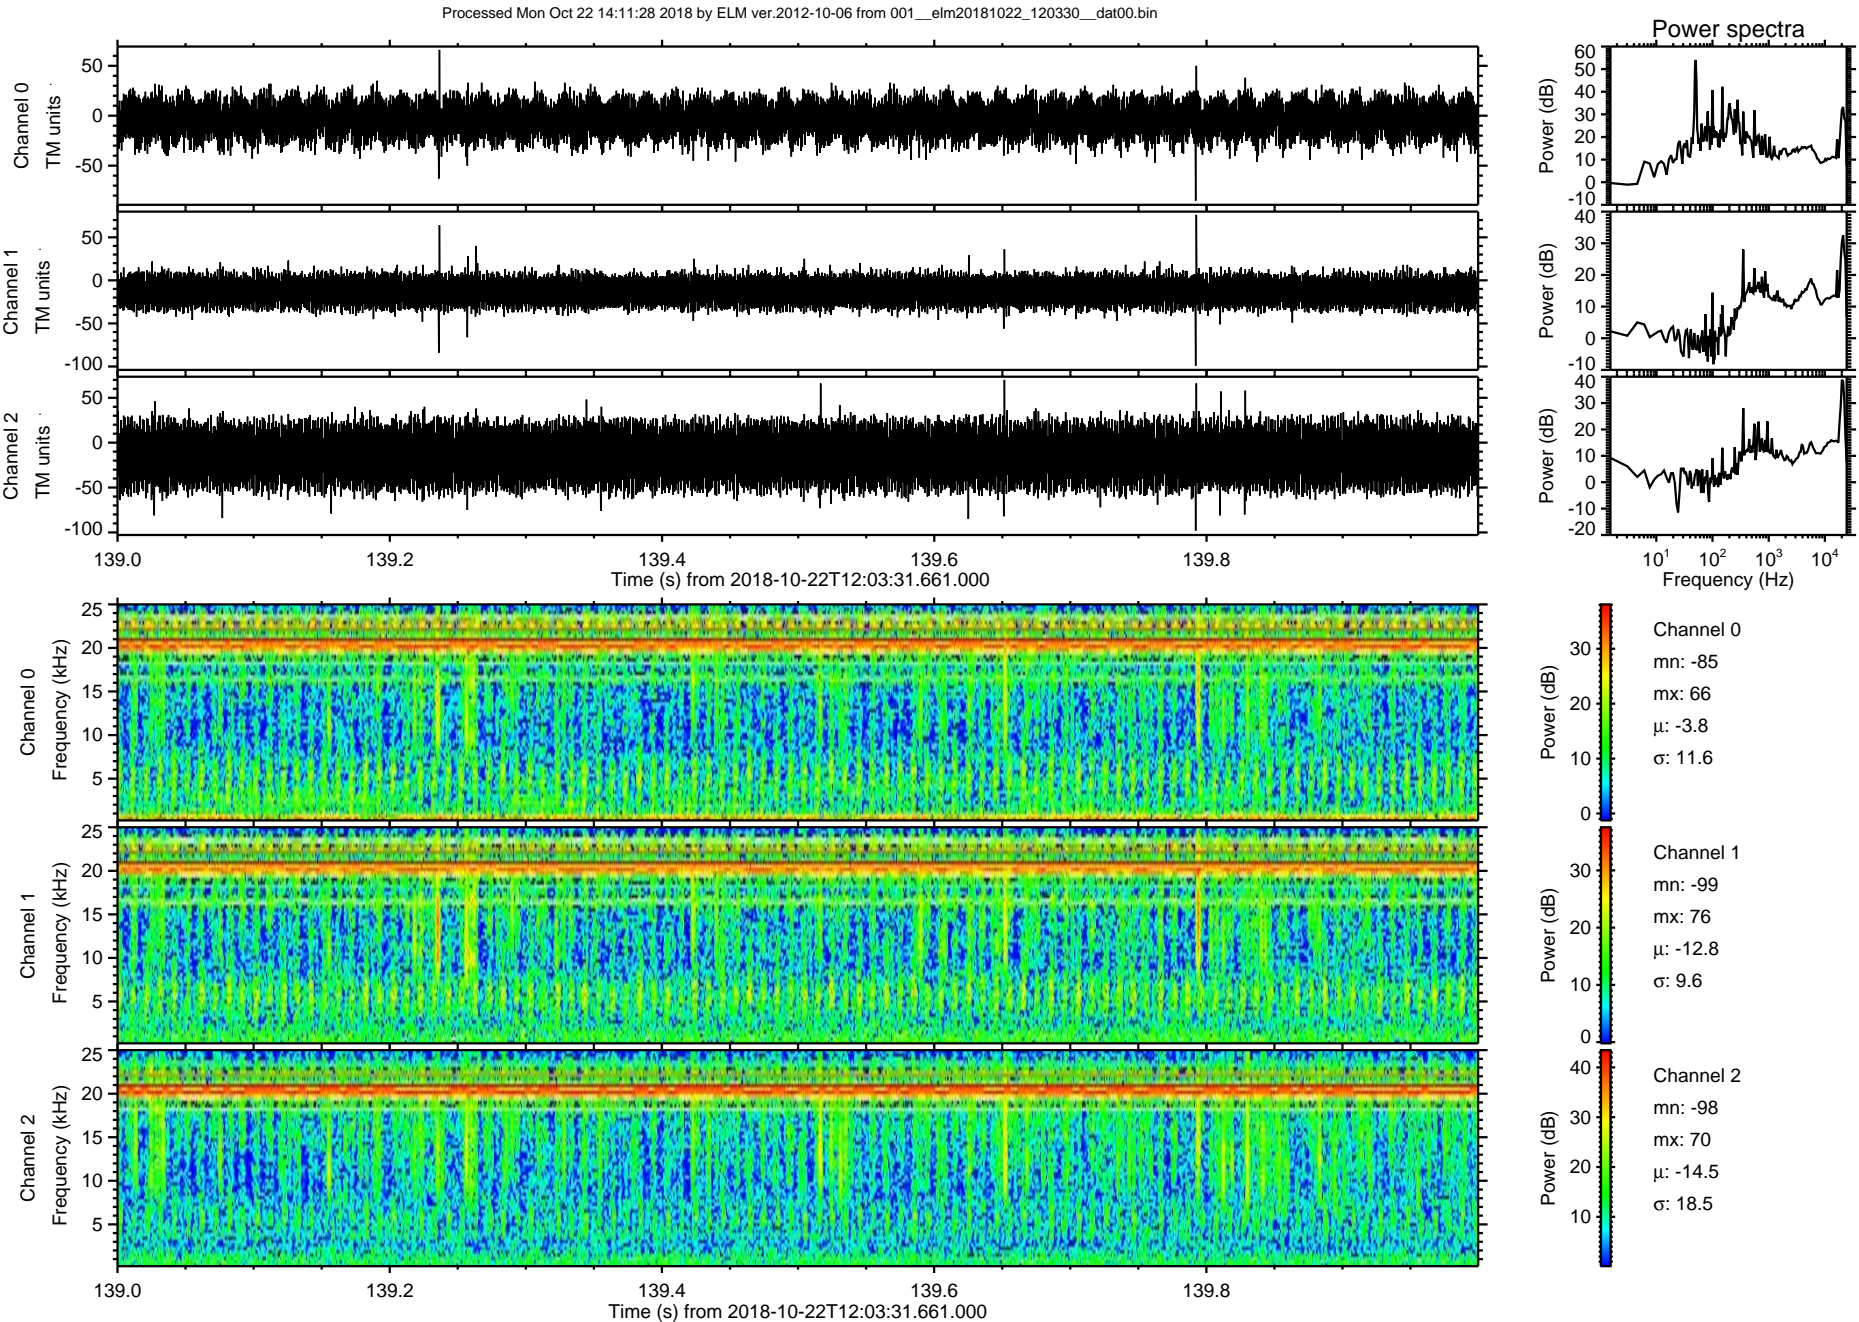 Processed Mon Oct 22 14:11:28 2018 by ELM ver.2012-10-06 from 001__elm20181022_120330__dat00.bin
Power spectra
Channel 0
TM units
50
0
-50
Power (dB)
60
50
40
30
20
10
0
-10
Channel 1
TM units
50
0
-50
-100
Power (dB)
40
30
20
10
0
-10
Channel 2
TM units
50
0
-50
-100
Power (dB)
40
30
20
10
0
-10
-20
139.0 139.2 139.4 139.6 139.8
Time (s) from 2018-10-22T12:03:31.661.000
10¹ 10² 10³ 10⁴
Frequency (Hz)
Channel 0
Frequency (kHz)
25
20
15
10
5
Power (dB)
30
20
10
0
Channel 0
mn: -85
mx: 66
μ: -3.8
σ: 11.6
Channel 1
Frequency (kHz)
25
20
15
10
5
Power (dB)
30
20
10
0
Channel 1
mn: -99
mx: 76
μ: -12.8
σ: 9.6
Channel 2
Frequency (kHz)
25
20
15
10
5
Power (dB)
40
30
20
10
Channel 2
mn: -98
mx: 70
μ: -14.5
σ: 18.5
139.0 139.2 139.4 139.6 139.8
Time (s) from 2018-10-22T12:03:31.661.000